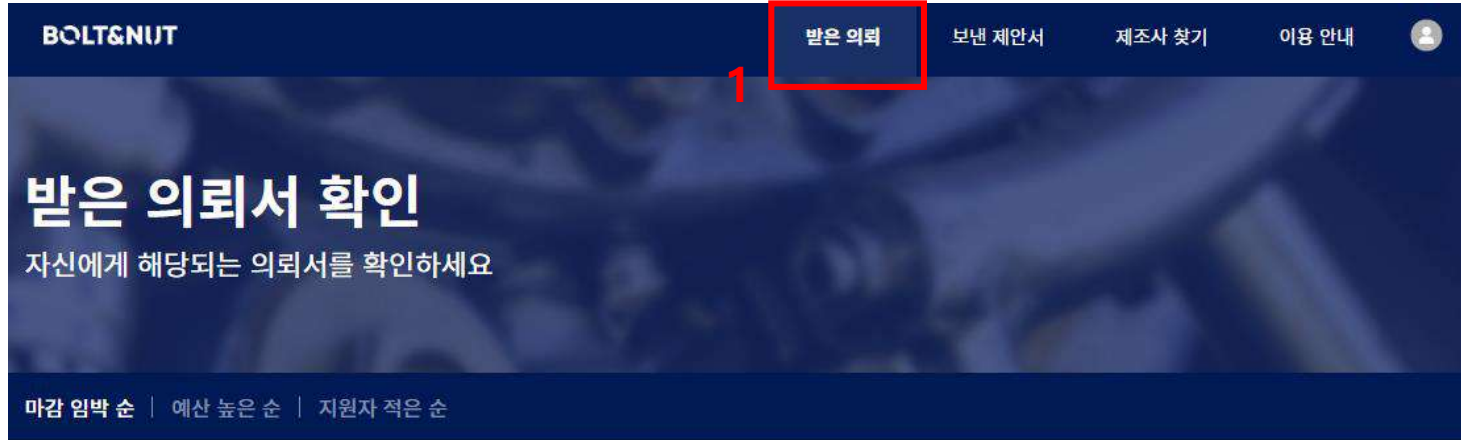 BOLT&NUT 받은 의뢰 보낸 제안서 제조사 찾기 이용 안내
1
받은 의뢰서 확인
자신에게 해당되는 의뢰서를 확인하세요
마감 임박 순 | 예산 높은 순 | 지원자 적은 순